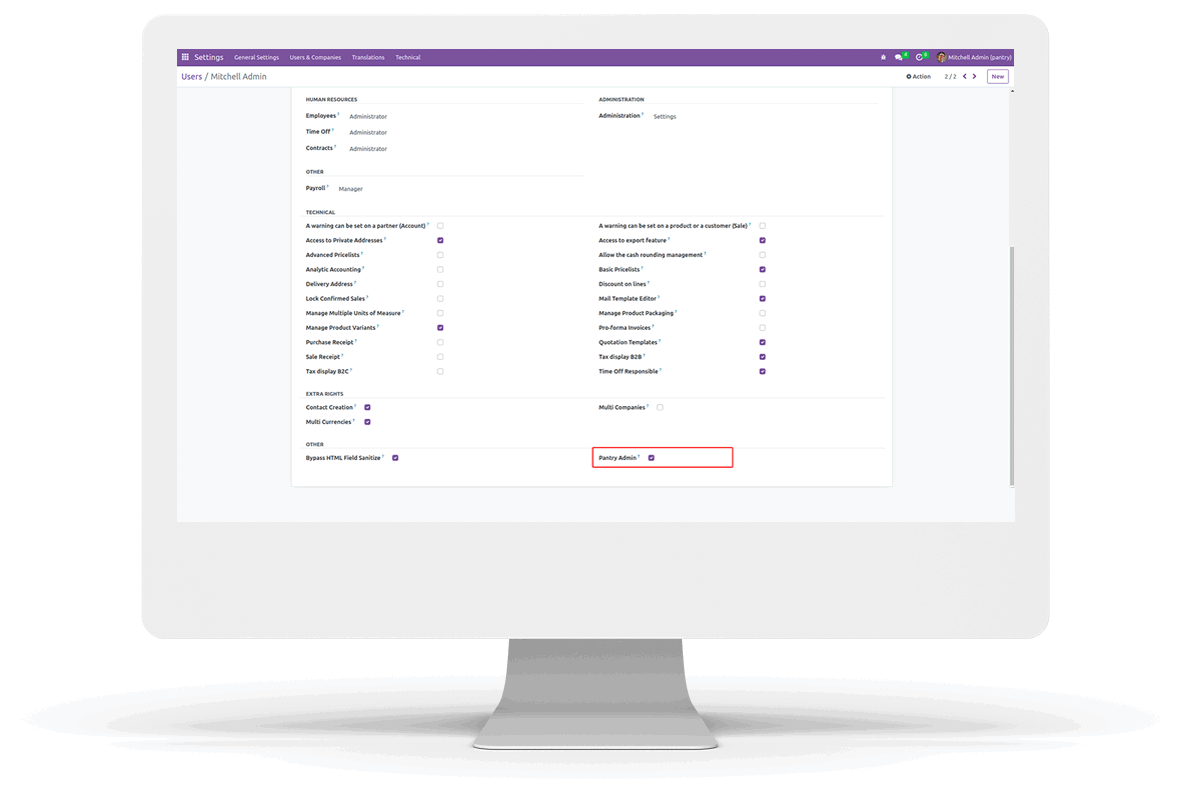 Settings General Settings Users & Companies Translations Technical 4 6 Mitchell Admin (pantry)
Users / Mitchell Admin Action 2 / 2 New
HUMAN RESOURCES ADMINISTRATION
Employees ? Administrator Administration ? Settings
Time Off ? Administrator
Contracts ? Administrator
OTHER
Payroll ? Manager
TECHNICAL
A warning can be set on a partner (Account) ? A warning can be set on a product or a customer (Sale) ?
Access to Private Addresses ? Access to export feature ?
Advanced Pricelists ? Allow the cash rounding management ?
Analytic Accounting ? Basic Pricelists ?
Delivery Address ? Discount on lines ?
Lock Confirmed Sales ? Mail Template Editor ?
Manage Multiple Units of Measure ? Manage Product Packaging ?
Manage Product Variants ? Pro-forma Invoices ?
Purchase Receipt ? Quotation Templates ?
Sale Receipt ? Tax display B2B ?
Tax display B2C ? Time Off Responsible ?
EXTRA RIGHTS
Contact Creation ? Multi Companies ?
Multi Currencies ?
OTHER
Bypass HTML Field Sanitize ? Pantry Admin ?